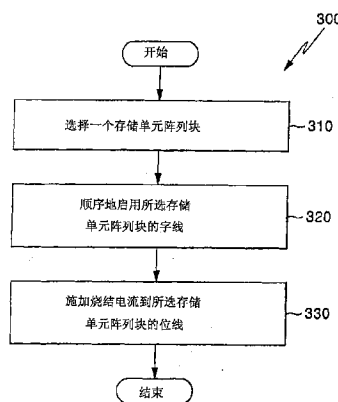 300
开始
选择一个存储单元阵列块
310
顺序地启用所选存储
单元阵列块的字线
320
施加烧结电流到所选存储
单元阵列块的位线
330
结束